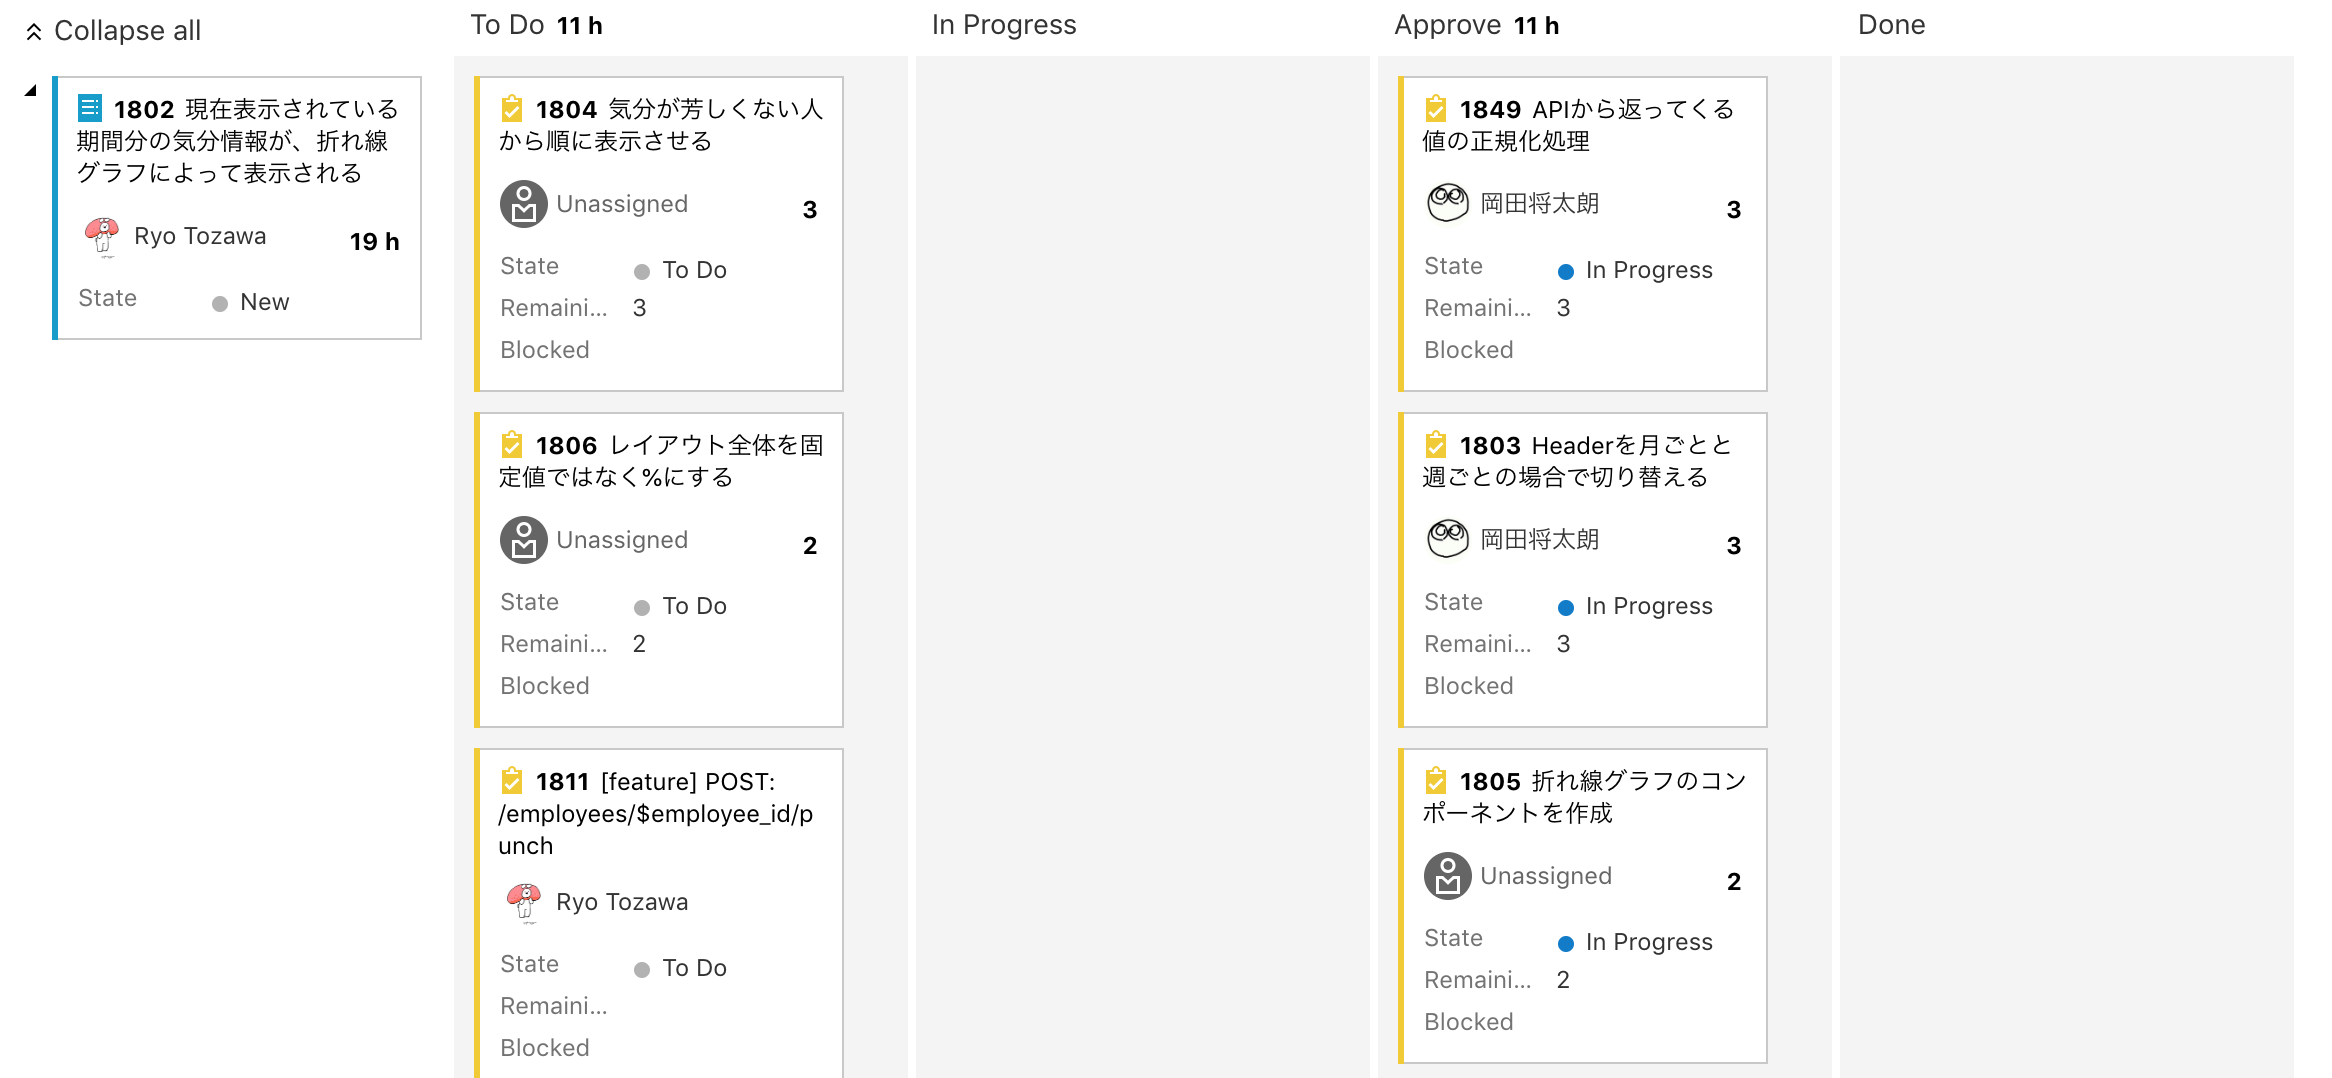 Collapse all
To Do 11 h
In Progress
Approve 11 h
Done
1802 現在表示されている
期間分の気分情報が、折れ線
グラフによって表示される
Ryo Tozawa
19 h
State New
1804 気分が芳しくない人
から順に表示させる
Unassigned
3
State To Do
Remaini... 3
Blocked
1806 レイアウト全体を固
定値ではなく%にする
Unassigned
2
State To Do
Remaini... 2
Blocked
1811 [feature] POST:
/employees/$employee_id/p
unch
Ryo Tozawa
State To Do
Remaini...
Blocked
1849 APIから返ってくる
値の正規化処理
岡田将太朗
3
State In Progress
Remaini... 3
Blocked
1803 Headerを月ごとと
週ごとの場合で切り替える
岡田将太朗
3
State In Progress
Remaini... 3
Blocked
1805 折れ線グラフのコン
ポーネントを作成
Unassigned
2
State In Progress
Remaini... 2
Blocked